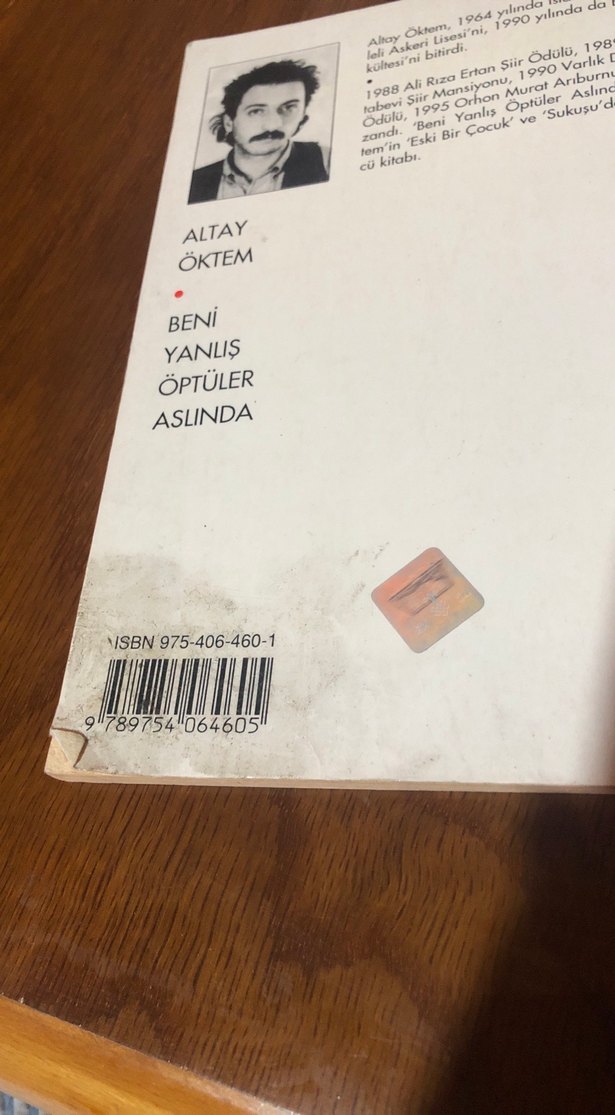 Altay Öktem, 1964 yılında
leli Askeri Lisesi'ni, 1990 yılında da
kültesi'ni bitirdi.
•
1988 Ali Rıza Ertan Şiir Ödülü, 1989
tabevi Şiir Mansiyonu, 1990 Varlık
Ödülü, 1995 Orhon Murat Arıburnu
zandı. 'Beni Yanlış Öptüler Aslında
tem'in 'Eski Bir Çocuk' ve 'Sukuşu'd
cü kitabı.
ALTAY
ÖKTEM
•
BENİ
YANLIŞ
ÖPTÜLER
ASLINDA
ISBN 975-406-460-1
9 789754 064605